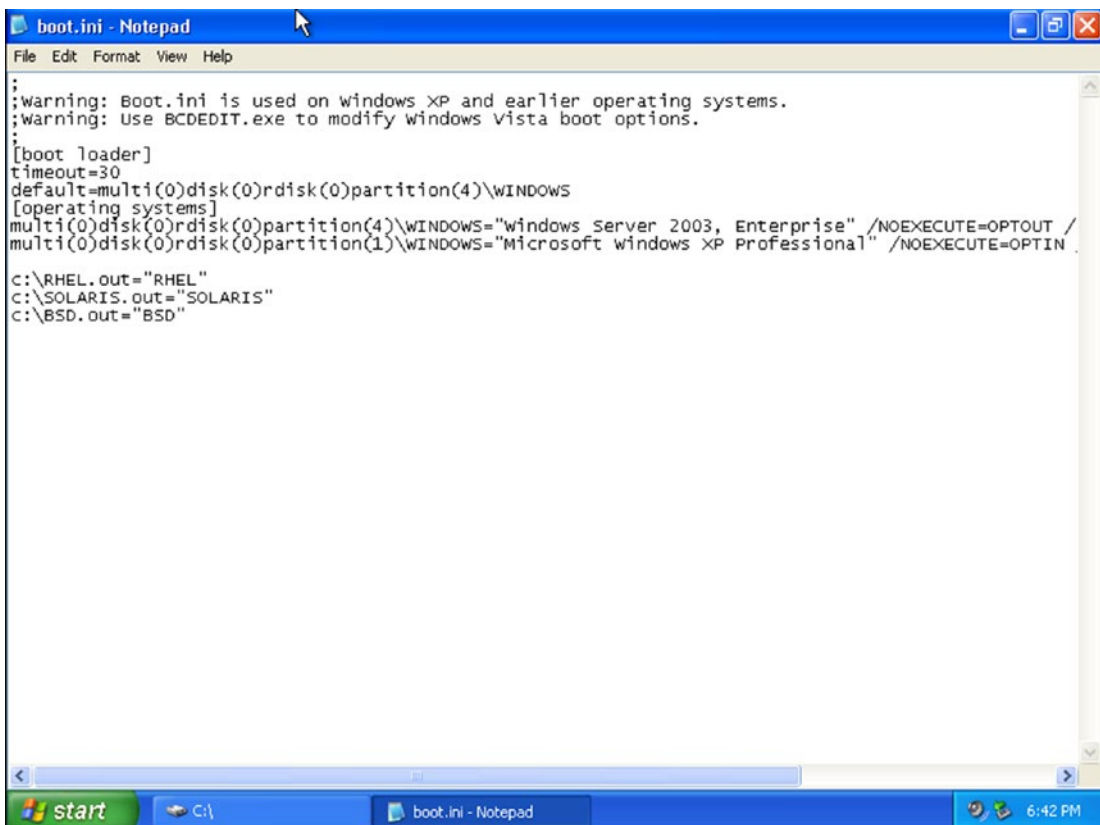 boot.ini - Notepad
File Edit Format View Help
;
;Warning: Boot.ini is used on Windows XP and earlier operating systems.
;Warning: Use BCDEDIT.exe to modify Windows Vista boot options.
;
[boot loader]
timeout=30
default=multi(0)disk(0)rdisk(0)partition(4)\WINDOWS
[operating systems]
multi(0)disk(0)rdisk(0)partition(4)\WINDOWS="Windows Server 2003, Enterprise" /NOEXECUTE=OPTOUT /
multi(0)disk(0)rdisk(0)partition(1)\WINDOWS="Microsoft Windows XP Professional" /NOEXECUTE=OPTIN
c:\RHEL.out="RHEL"
c:\SOLARIS.out="SOLARIS"
c:\BSD.out="BSD"
start C:\ boot.ini - Notepad 6:42 PM